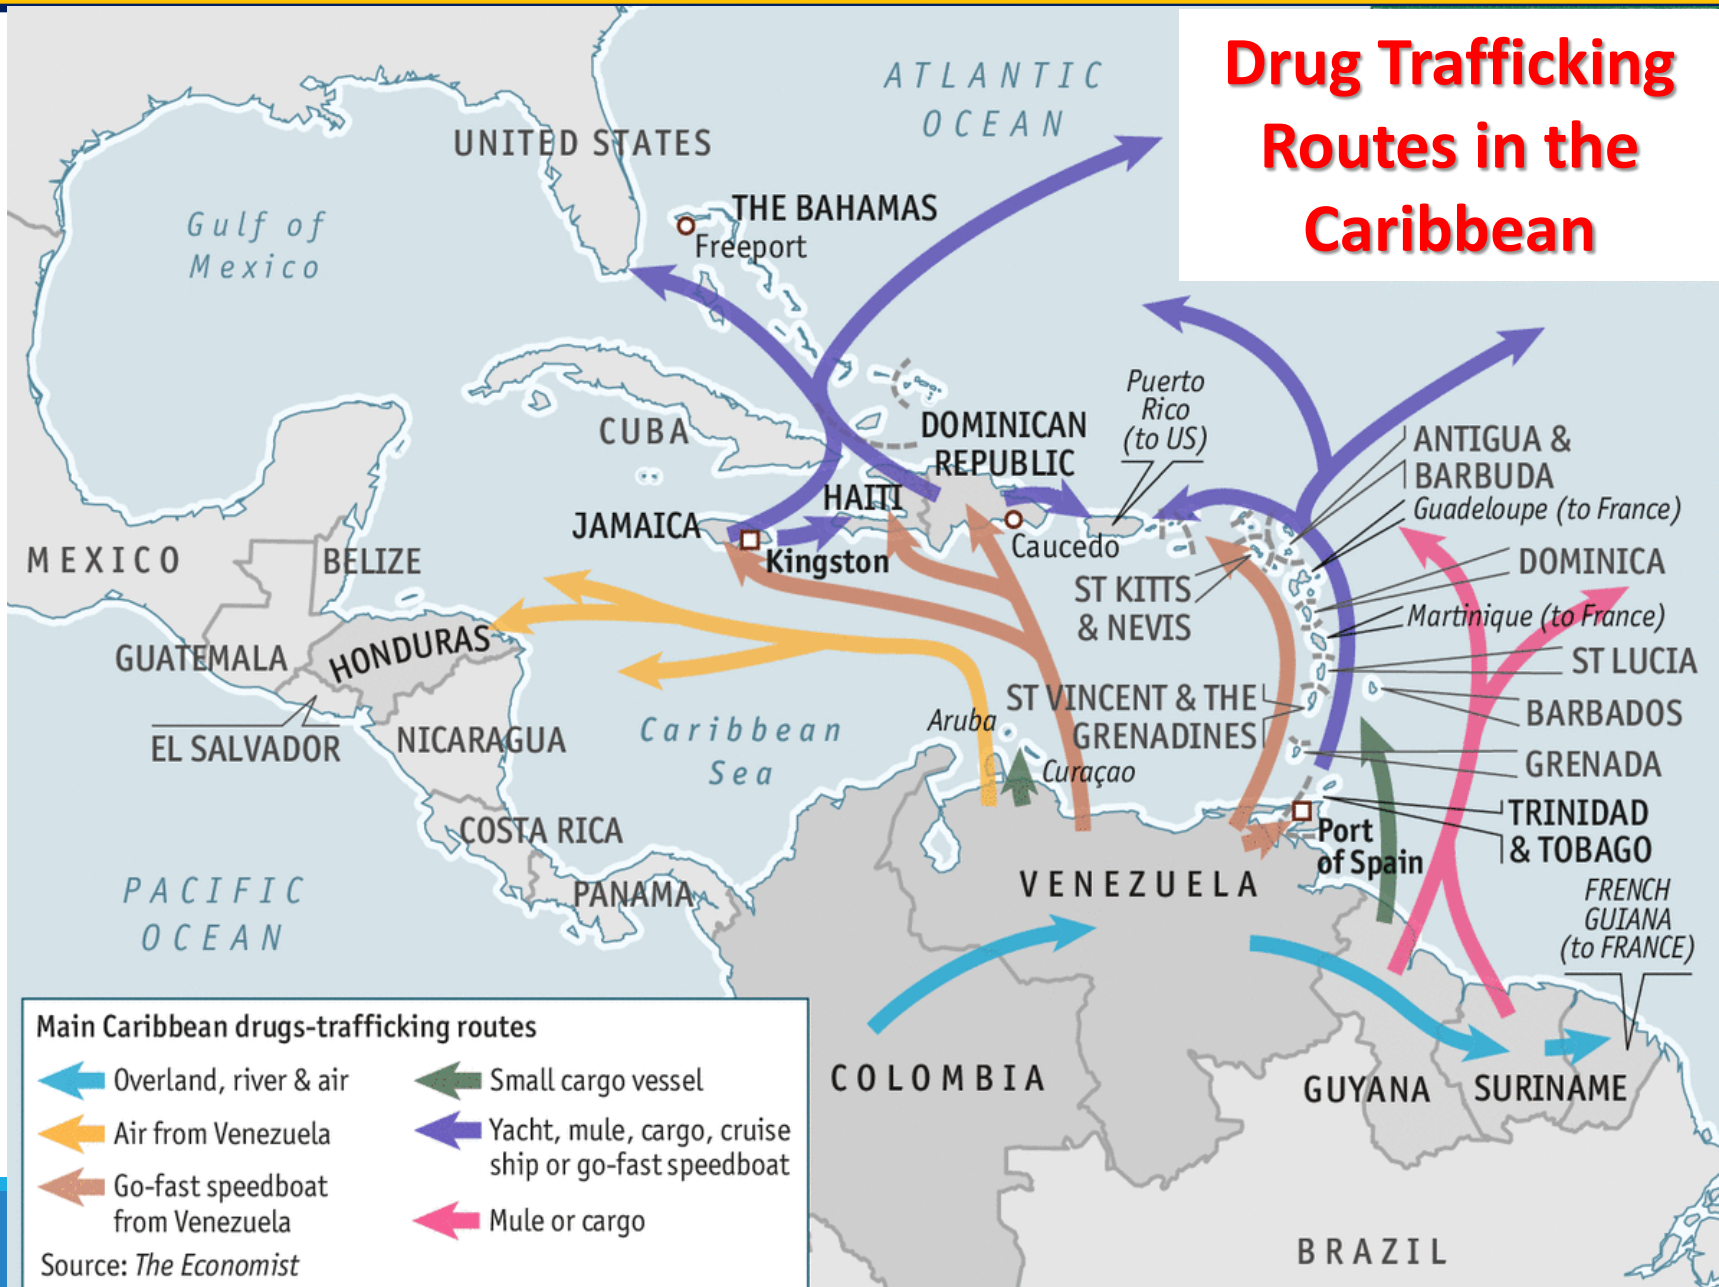 Drug Trafficking
Routes in the
Caribbean
ATLANTIC
OCEAN
UNITED STATES
Gulf of
Mexico
THE BAHAMAS
Freeport
CUBA
DOMINICAN
REPUBLIC
Puerto
Rico
(to US)
HAITI
JAMAICA
Kingston
Caucedo
ANTIGUA &
BARBUDA
Guadeloupe (to France)
DOMINICA
Martinique (to France)
ST KITTS
& NEVIS
ST LUCIA
ST VINCENT & THE
GRENADINES
BARBADOS
GRENADA
TRINIDAD
& TOBAGO
Port
of Spain
MEXICO
BELIZE
GUATEMALA
HONDURAS
EL SALVADOR
NICARAGUA
Caribbean
Sea
Aruba
Curaçao
COSTA RICA
PANAMA
PACIFIC
OCEAN
VENEZUELA
FRENCH
GUIANA
(to FRANCE)
COLOMBIA
GUYANA
SURINAME
BRAZIL
Main Caribbean drugs-trafficking routes
Overland, river & air
Air from Venezuela
Go-fast speedboat
from Venezuela
Small cargo vessel
Yacht, mule, cargo, cruise
ship or go-fast speedboat
Mule or cargo
Source: The Economist